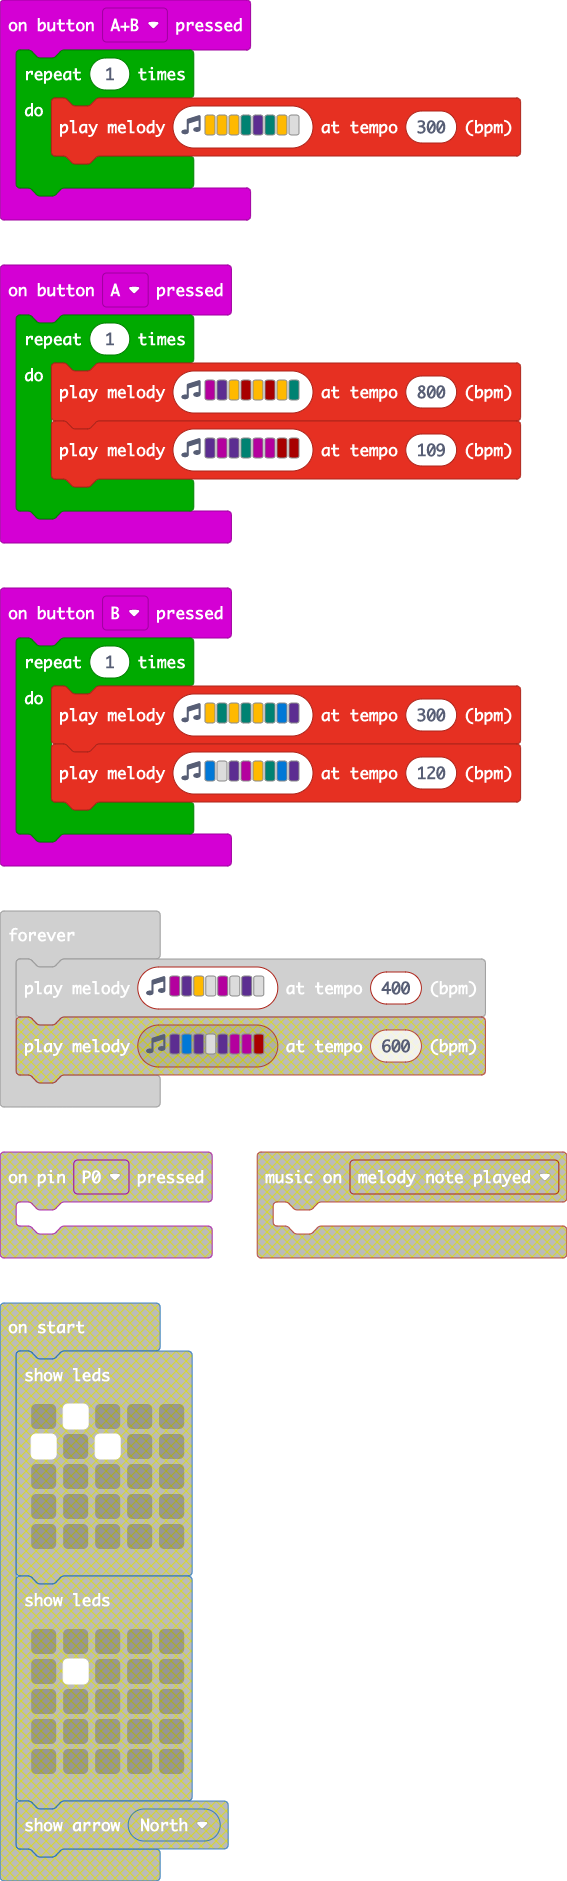 on button A+B pressed
repeat 1 times
do
play melody at tempo 300 (bpm)
on button A pressed
repeat 1 times
do
play melody at tempo 800 (bpm)
play melody at tempo 109 (bpm)
on button B pressed
repeat 1 times
do
play melody at tempo 300 (bpm)
play melody at tempo 120 (bpm)
forever
play melody at tempo 400 (bpm)
play melody at tempo 600 (bpm)
on pin P0 pressed
music on melody note played
on start
show leds
show leds
show arrow North